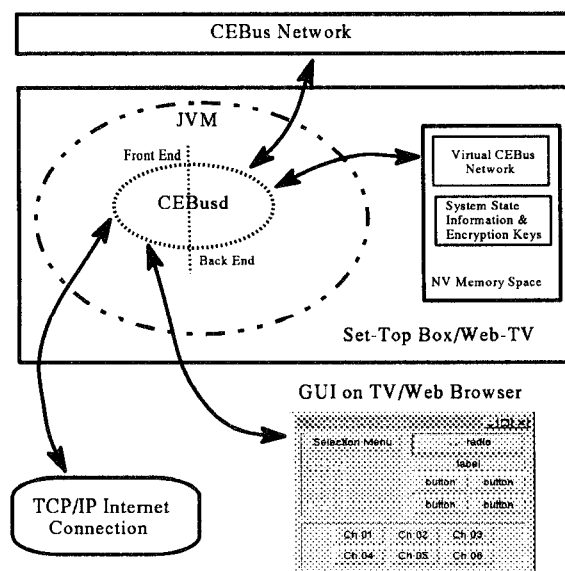 CEBus Network
JVM
Front End
CEBusd
Back End
Virtual CEBus
Network
System State
Information &
Encryption Keys
NV Memory Space
Set-Top Box/Web-TV
GUI on TV/Web Browser
Selection Menu
... radio
label
button button
button button
Ch 01 Ch 02 Ch 03
Ch 04 Ch 05 Ch 06
TCP/IP Internet
Connection